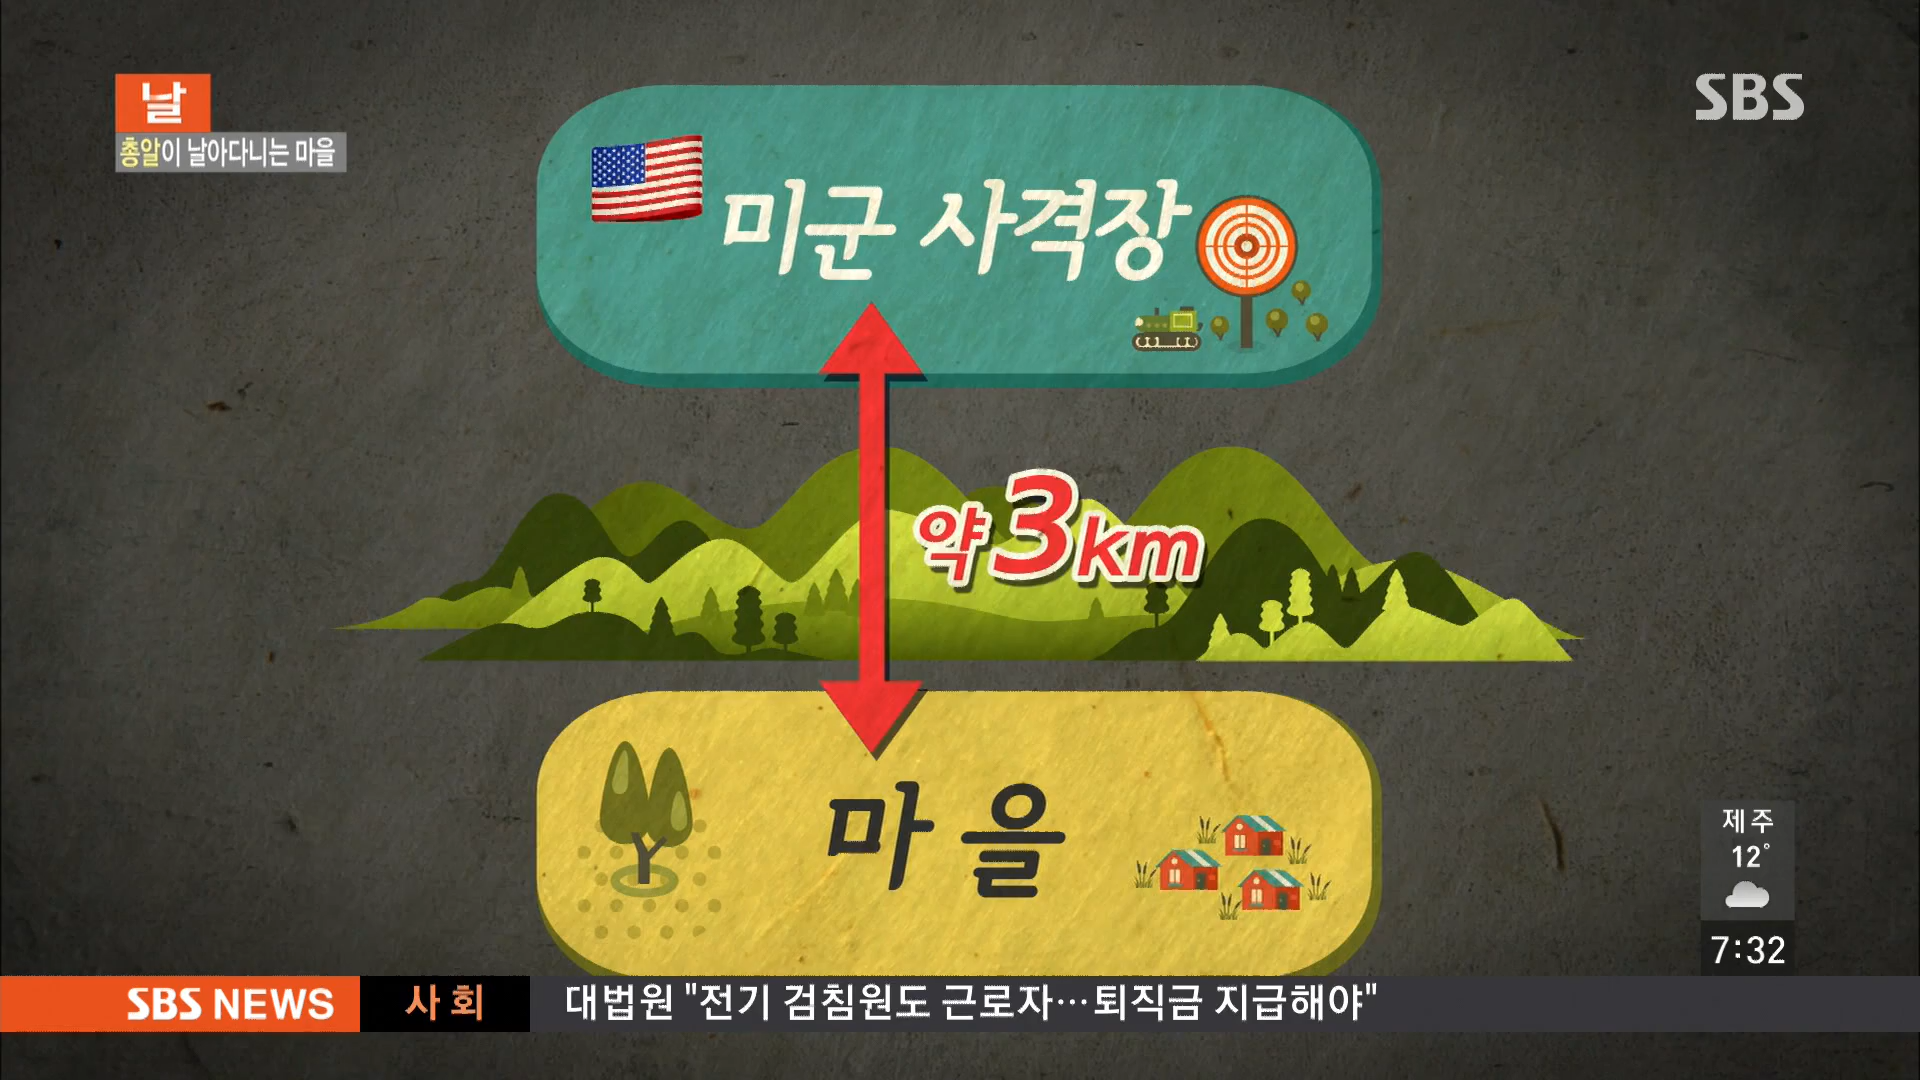 날
총알이 날아다니는 마을
SBS
미군 사격장
약 3km
마을
제주
12°
7:32
SBS NEWS
사회
대법원 "전기 검침원도 근로자…퇴직금 지급해야"